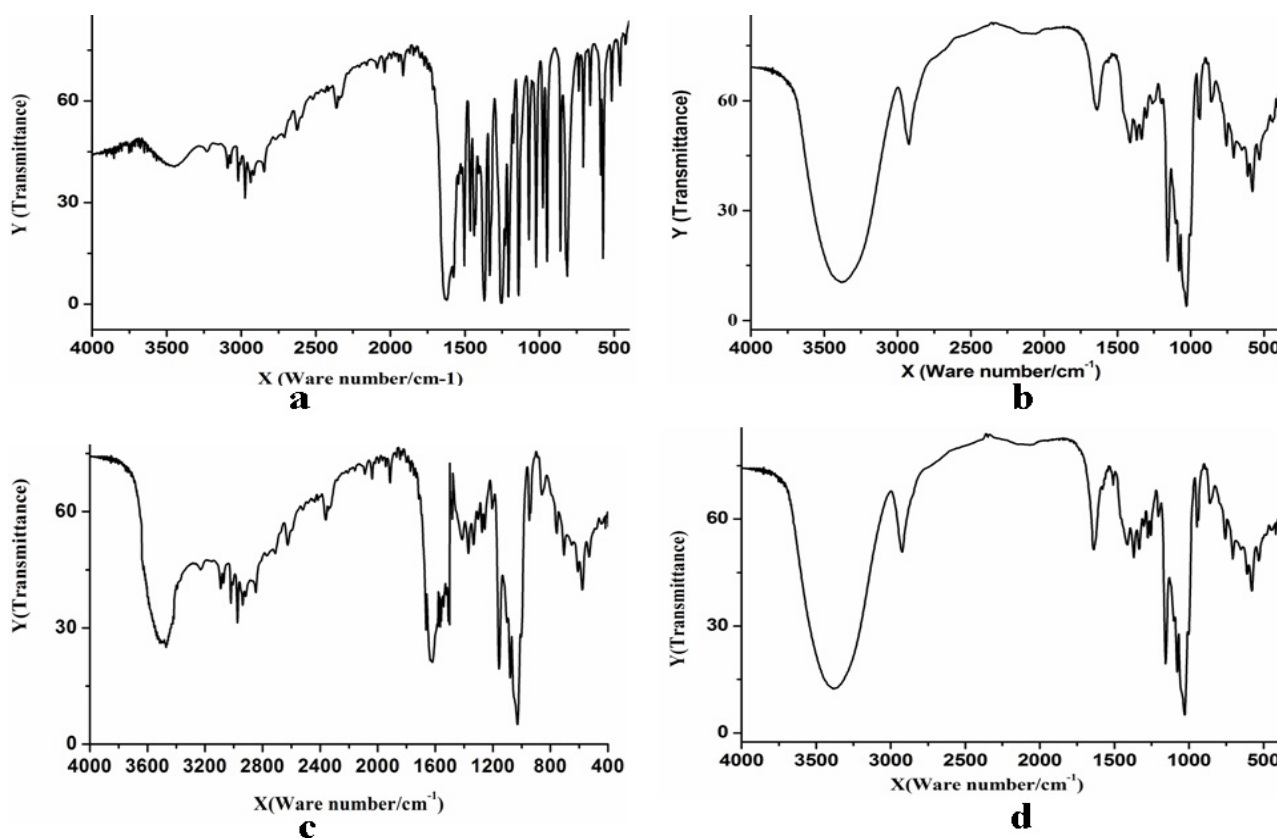 Y (Transmittance)
60
30
0
4000 3500 3000 2500 2000 1500 1000 500
X (Ware number/cm-1)
a
Y (Transmittance)
60
30
0
4000 3500 3000 2500 2000 1500 1000 500
X (Ware number/cm-1)
b
Y(Transmittance)
60
30
0
4000 3600 3200 2800 2400 2000 1600 1200 800 400
X(Ware number/cm-1)
c
Y(Transmittance)
60
30
0
4000 3500 3000 2500 2000 1500 1000 500
X(Ware number/cm-1)
d